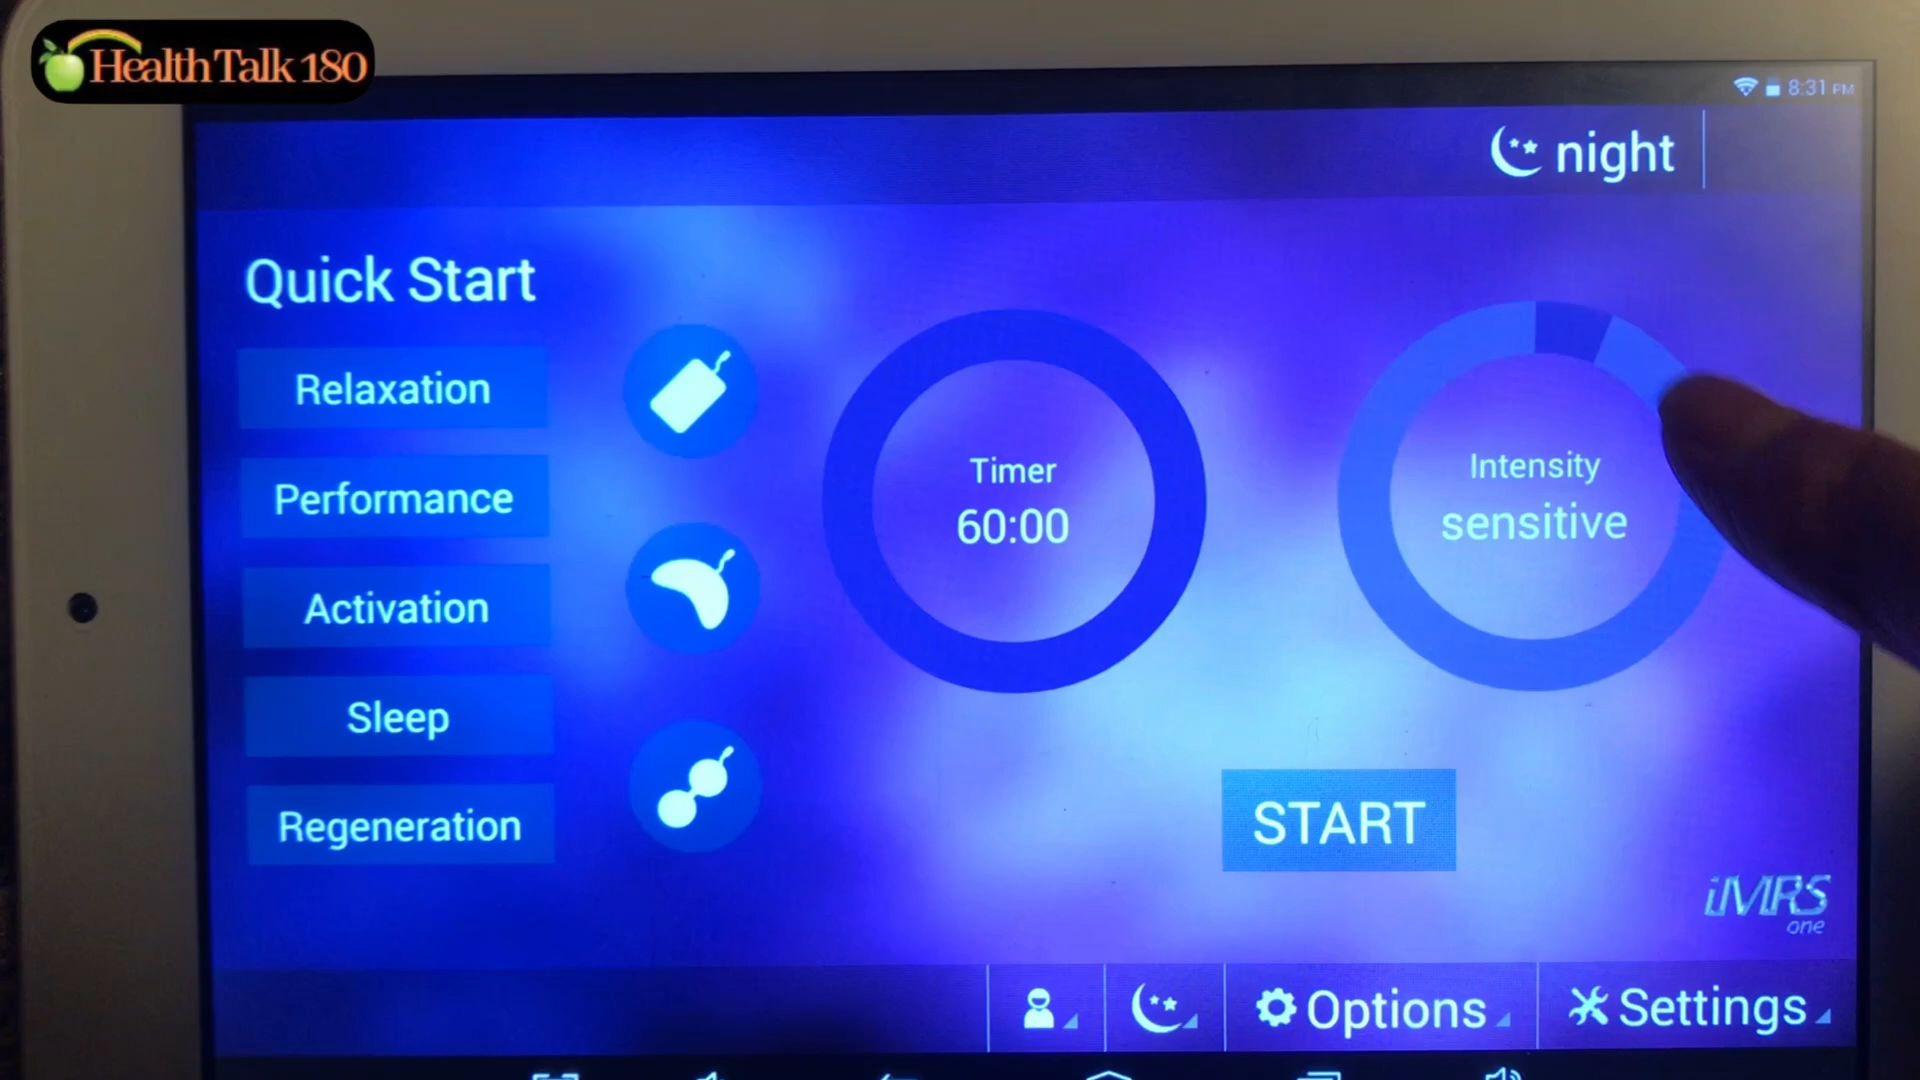 Health Talk 180
8:31 PM
night
Quick Start
Relaxation
Performance
Activation
Sleep
Regeneration
Timer
60:00
Intensity
sensitive
START
iMRS
one
Options
Settings